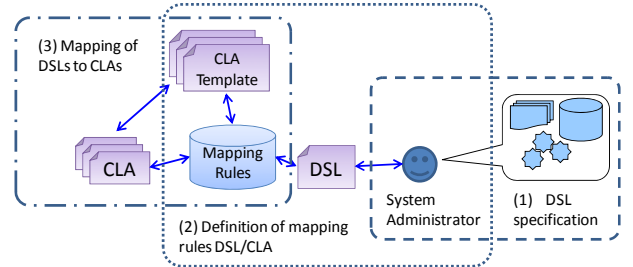 (3) Mapping of
DSLs to CLAs
CLA
Template
CLA
Mapping
Rules
DSL
System
Administrator
(1) DSL
specification
(2) Definition of mapping
rules DSL/CLA